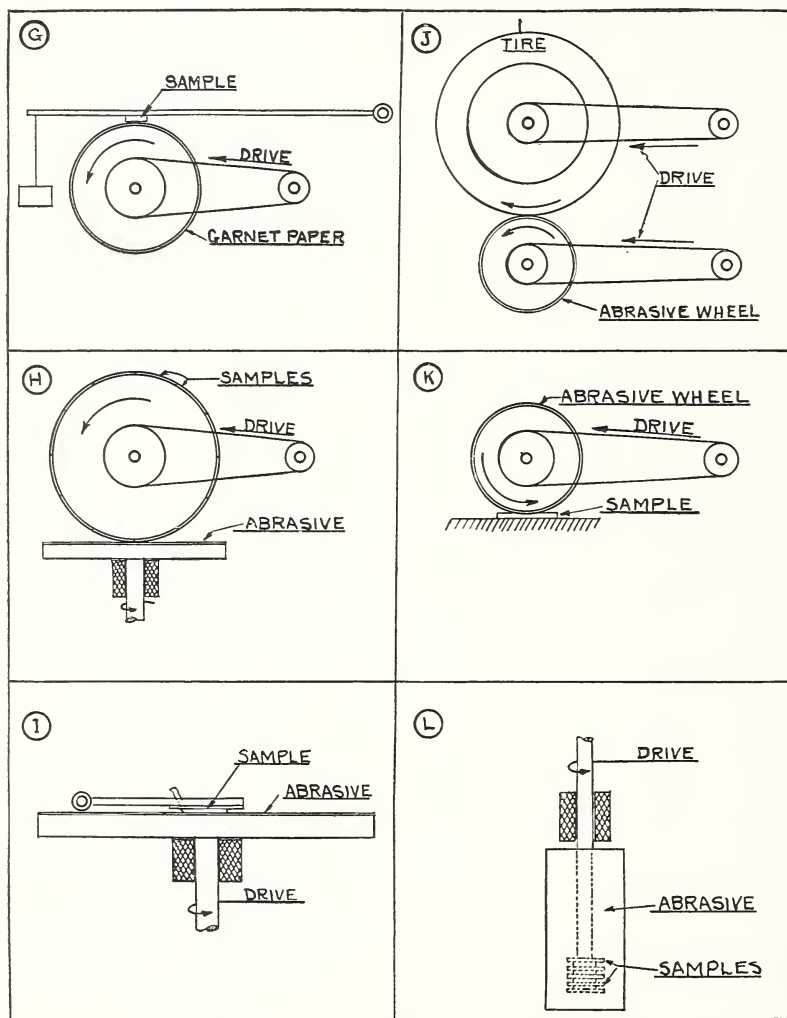 G
SAMPLE
DRIVE
GARNET PAPER
H
SAMPLES
DRIVE
ABRASIVE
I
SAMPLE
ABRASIVE
DRIVE
J
TIRE
DRIVE
ABRASIVE WHEEL
K
ABRASIVE WHEEL
DRIVE
SAMPLE
L
DRIVE
ABRASIVE
SAMPLES